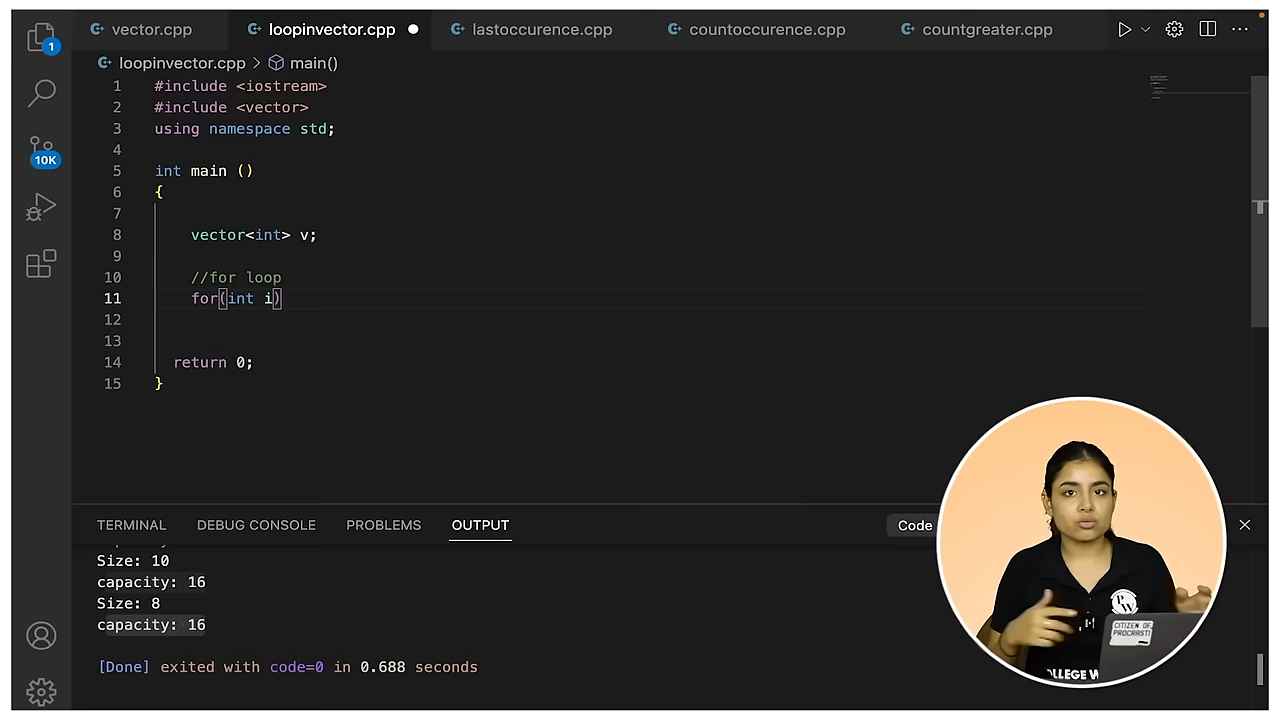 vector.cpp loopinvector.cpp lastoccurence.cpp countoccurence.cpp countgreater.cpp
1
loopinvector.cpp > main()
1 #include <iostream>
2 #include <vector>
3 using namespace std;
4
10K
5 int main ()
6 {
7
8 vector<int> v;
9
10 //for loop
11 for(int i)
12
13
14 return 0;
15 }
TERMINAL DEBUG CONSOLE PROBLEMS OUTPUT Code
Size: 10
capacity: 16
Size: 8
capacity: 16
[Done] exited with code=0 in 0.688 seconds
PW
CITIZEN OF
PROCRASTI